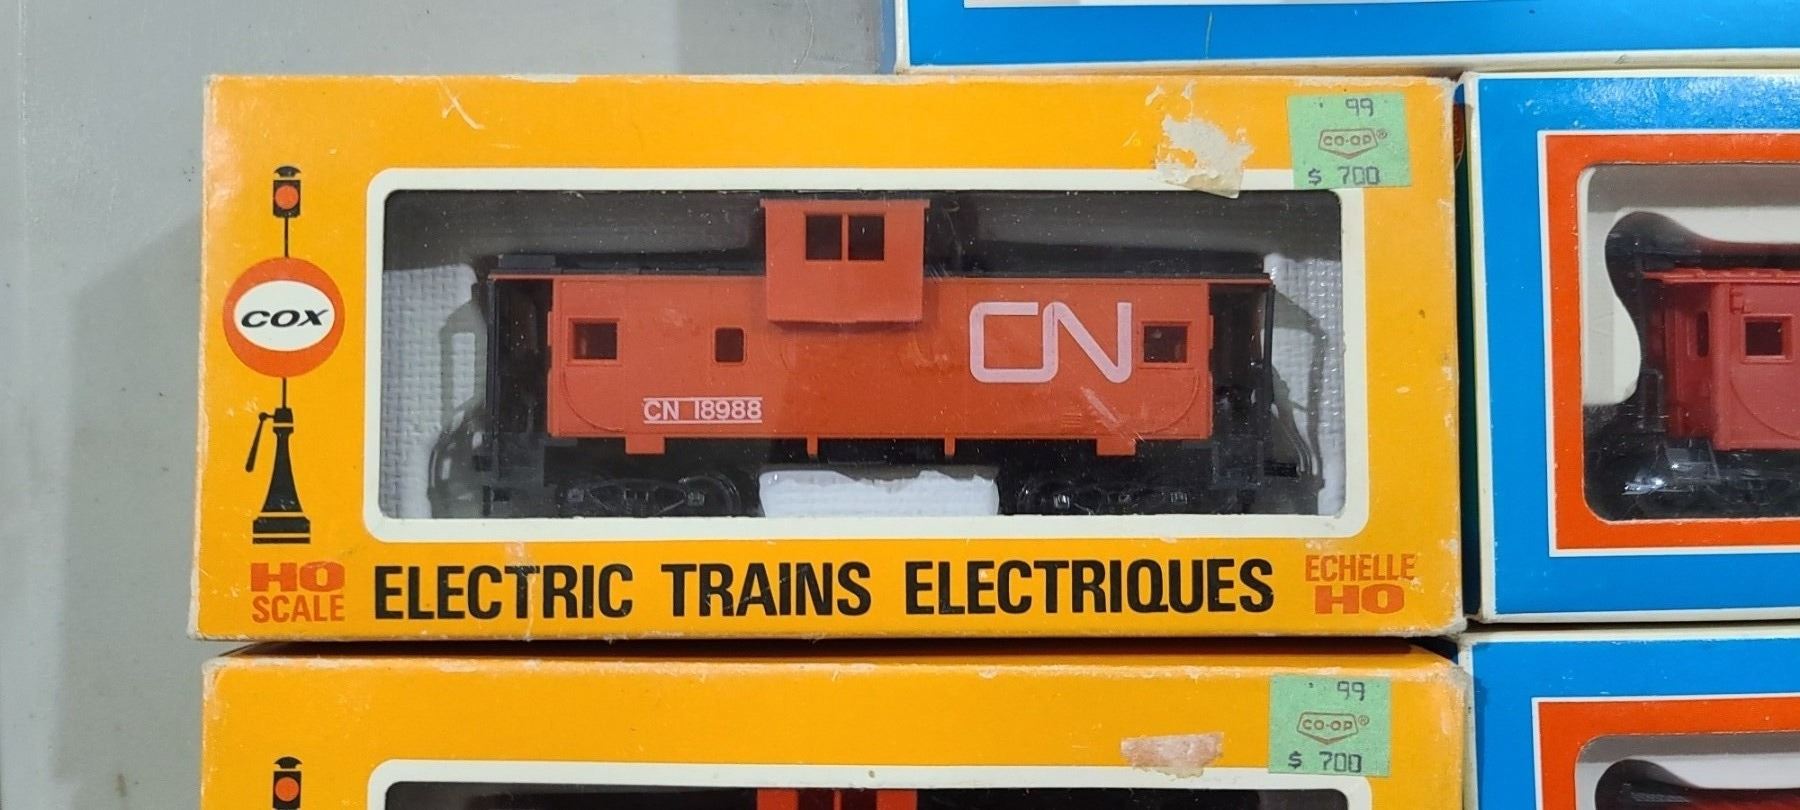 99
CO-OP®
$ 700
COX
CN
CN 18988
HO
SCALE
ELECTRIC TRAINS ELECTRIQUES
ECHELLE
HO
99
CO-OP®
$ 700